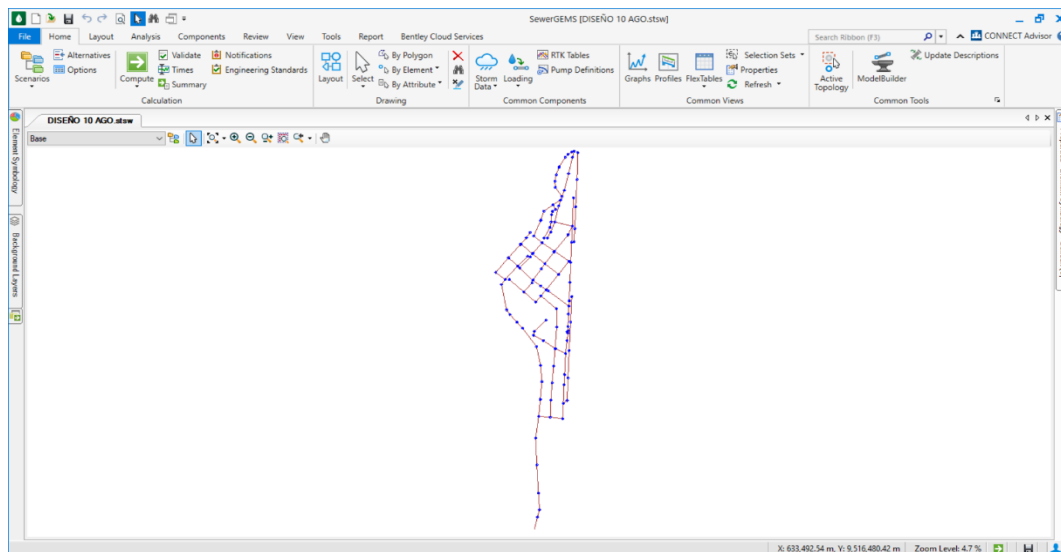 SewerGEMS [DISEÑO 10 AGO.stsw]
File Home Layout Analysis Components Review View Tools Report Bentley Cloud Services
Search Ribbon (F3)
CONNECT Advisor
Scenarios
Alternatives
Options
Compute
Validate
Times
Summary
Notifications
Engineering Standards
Calculation
Layout
Select
By Polygon
By Element
By Attribute
Drawing
Storm Data
Loading
RTK Tables
Pump Definitions
Common Components
Graphs
Profiles
FlexTables
Selection Sets
Properties
Refresh
Common Views
Active Topology
ModelBuilder
Update Descriptions
Common Tools
DISEÑO 10 AGO.stsw
Base
Element Symbology
Background Layers
X: 633,492.54 m, Y: 9,516,480.42 m Zoom Level: 4.7 %